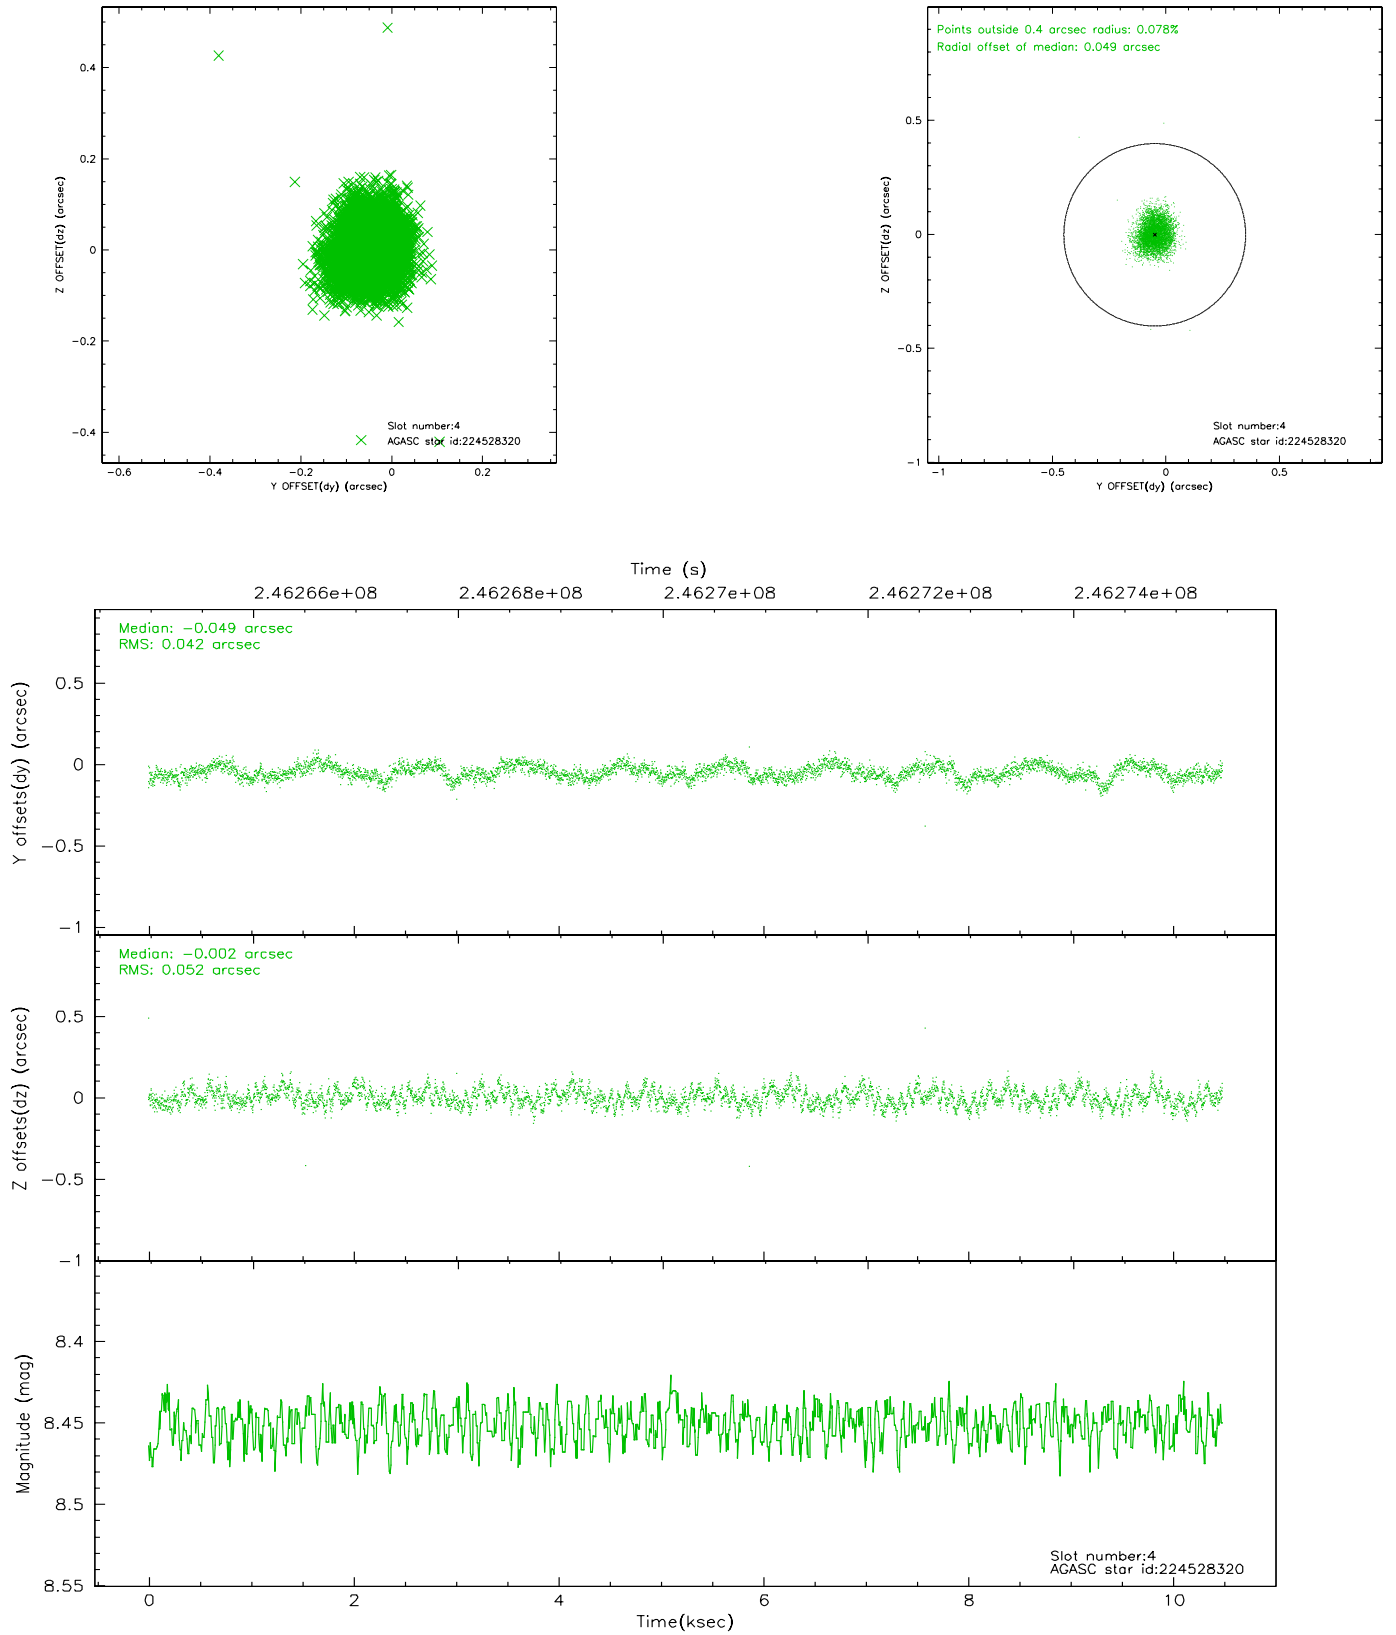 0.4
0.2
0
−0.2
−0.4
Z OFFSET(dz) (arcsec)
Slot number:4
AGASC star id:224528320
−0.6
−0.4
−0.2
0
0.2
Y OFFSET(dy) (arcsec)
Points outside 0.4 arcsec radius: 0.078%
Radial offset of median: 0.049 arcsec
0.5
0
−0.5
−1
Z OFFSET(dz) (arcsec)
Slot number:4
AGASC star id:224528320
−1
−0.5
0
0.5
Y OFFSET(dy) (arcsec)
Time (s)
2.46266e+08
2.46268e+08
2.4627e+08
2.46272e+08
2.46274e+08
Median: −0.049 arcsec
RMS: 0.042 arcsec
0.5
0
−0.5
−1
Y offsets(dy) (arcsec)
Median: −0.002 arcsec
RMS: 0.052 arcsec
0.5
0
−0.5
−1
Z offsets(dz) (arcsec)
8.4
8.45
8.5
8.55
Magnitude (mag)
Slot number:4
AGASC star id:224528320
0
2
4
6
8
10
Time(ksec)